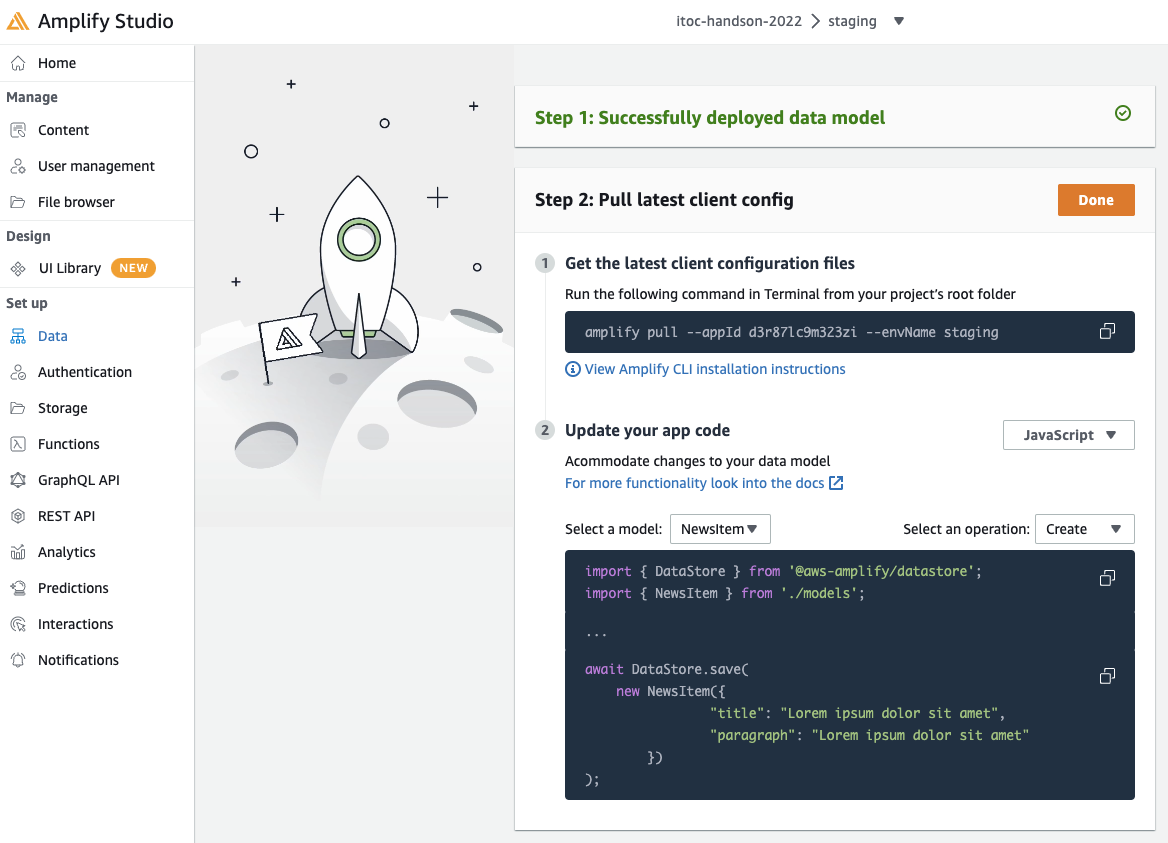 Amplify Studio
itoc-handson-2022 > staging
Home
Manage
Content
User management
File browser
Design
UI Library NEW
Set up
Data
Authentication
Storage
Functions
GraphQL API
REST API
Analytics
Predictions
Interactions
Notifications
Step 1: Successfully deployed data model
Step 2: Pull latest client config
Done
1 Get the latest client configuration files
Run the following command in Terminal from your project's root folder
amplify pull --appId d3r87lc9m323zi --envName staging
View Amplify CLI installation instructions
2 Update your app code
JavaScript
Acommodate changes to your data model
For more functionality look into the docs
Select a model: NewsItem
Select an operation: Create
import { DataStore } from '@aws-amplify/datastore';
import { NewsItem } from './models';
...
await DataStore.save(
new NewsItem({
"title": "Lorem ipsum dolor sit amet",
"paragraph": "Lorem ipsum dolor sit amet"
})
);